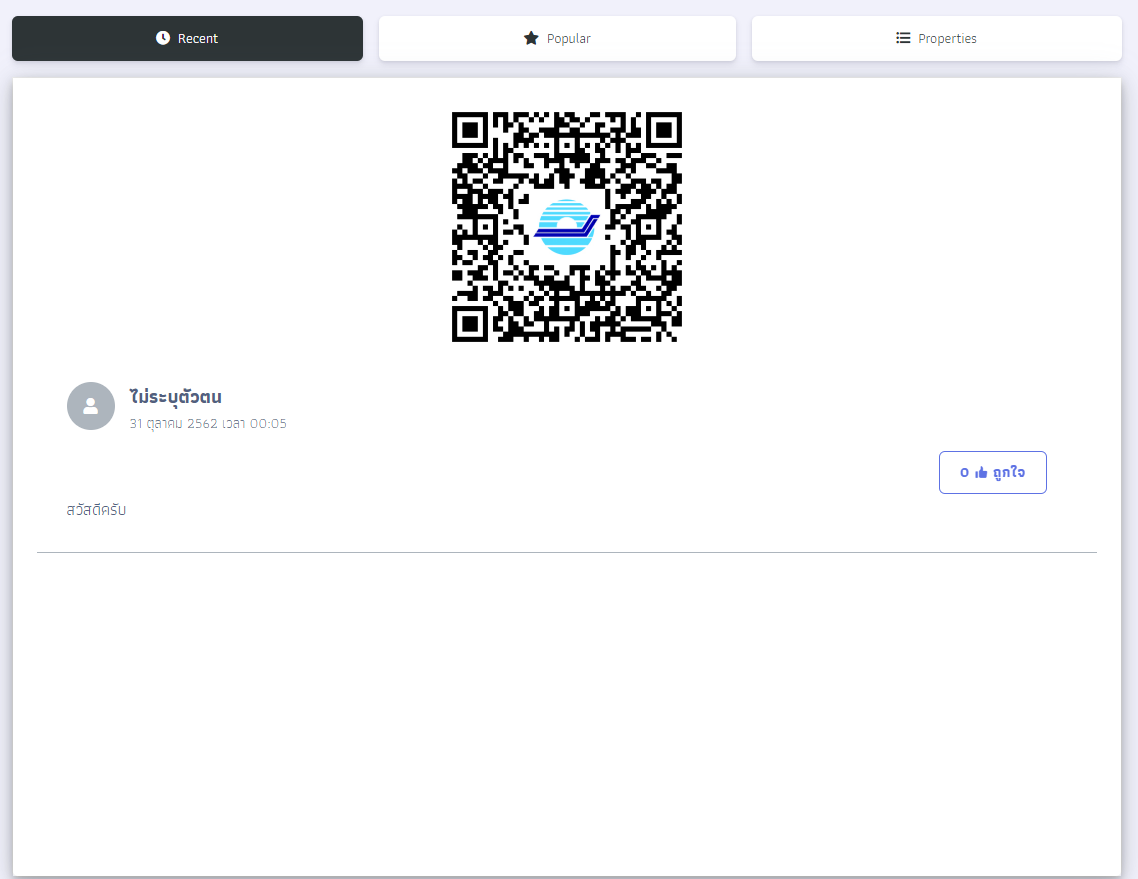 Recent
Popular
Properties
ไม่ระบุตัวตน
31 ตุลาคม 2562 เวลา 00:05
0 ถูกใจ
สวัสดีครับ